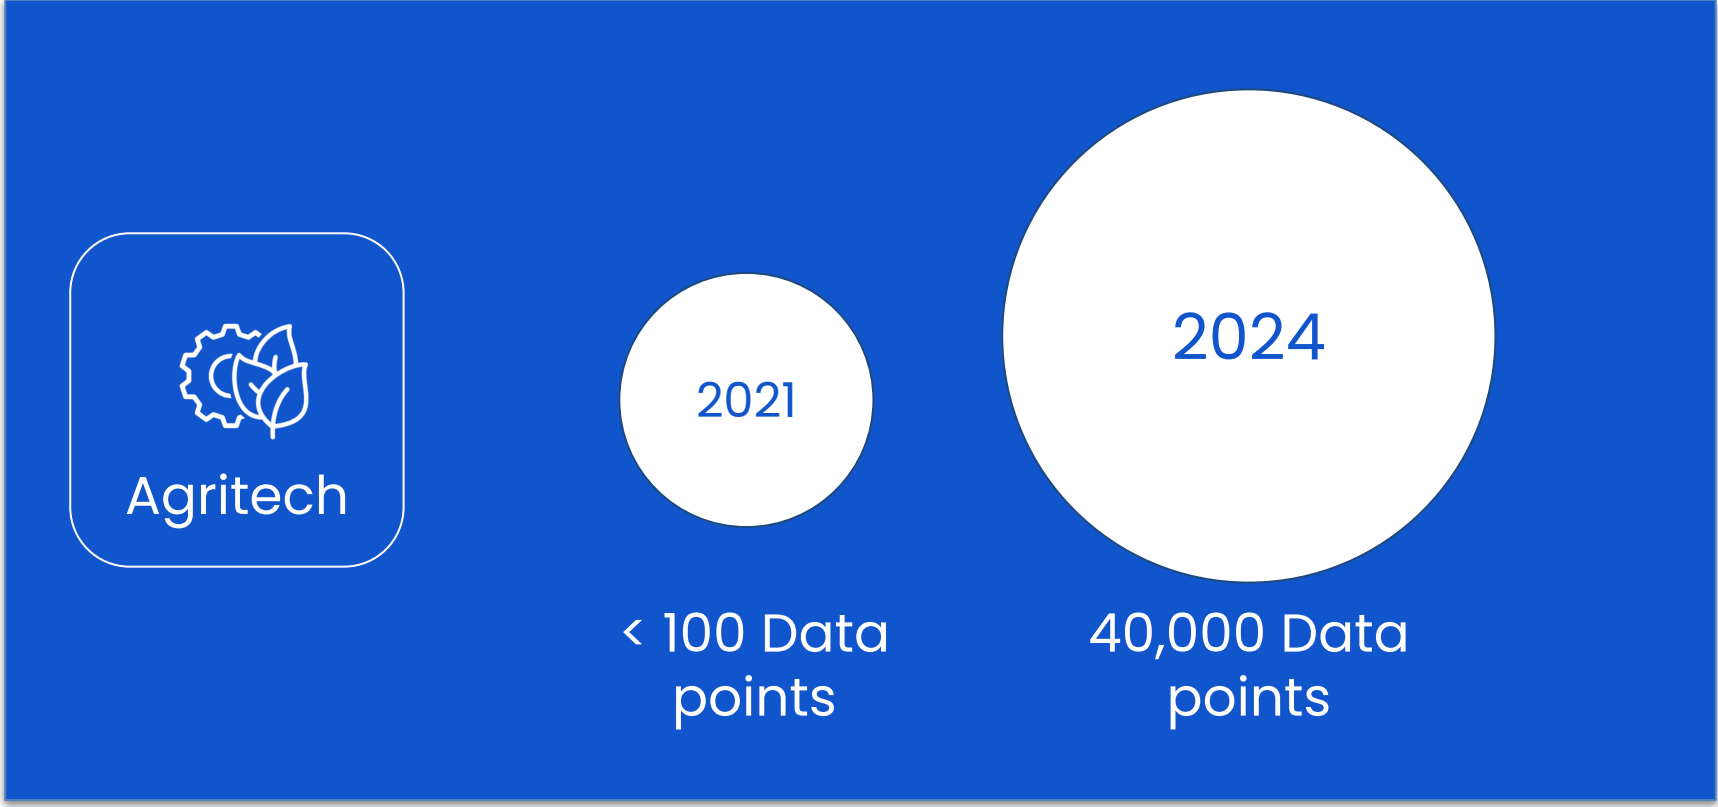 Agritech
2021
< 100 Data
points
2024
40,000 Data
points